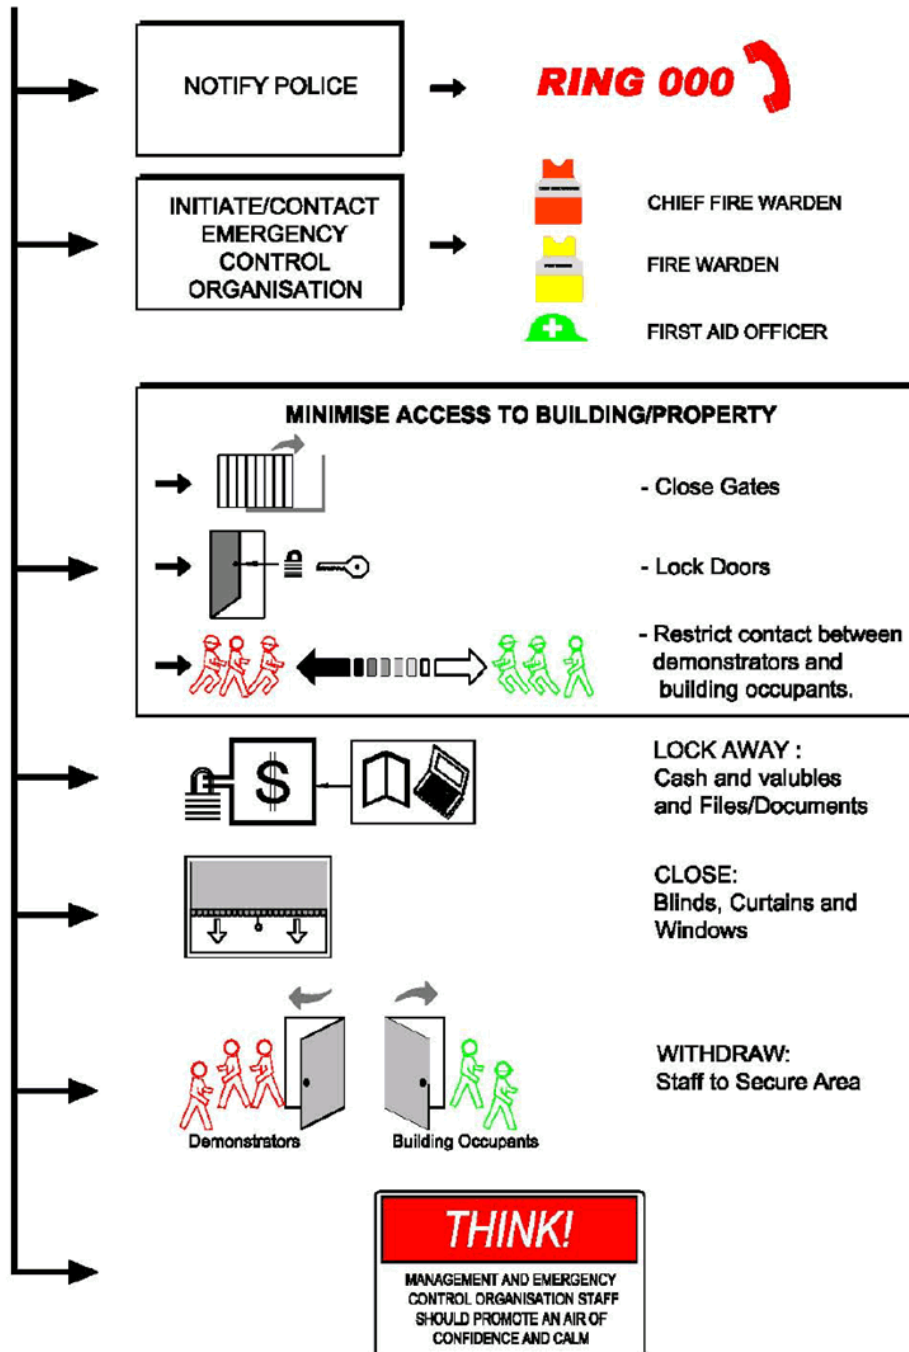 NOTIFY POLICE
RING 000
INITIATE/CONTACT
EMERGENCY
CONTROL
ORGANISATION
CHIEF FIRE WARDEN
FIRE WARDEN
FIRST AID OFFICER
MINIMISE ACCESS TO BUILDING/PROPERTY
- Close Gates
- Lock Doors
- Restrict contact between
demonstrators and
building occupants.
$
LOCK AWAY :
Cash and valubles
and Files/Documents
CLOSE:
Blinds, Curtains and
Windows
WITHDRAW:
Staff to Secure Area
Demonstrators
Building Occupants
THINK!
MANAGEMENT AND EMERGENCY
CONTROL ORGANISATION STAFF
SHOULD PROMOTE AN AIR OF
CONFIDENCE AND CALM